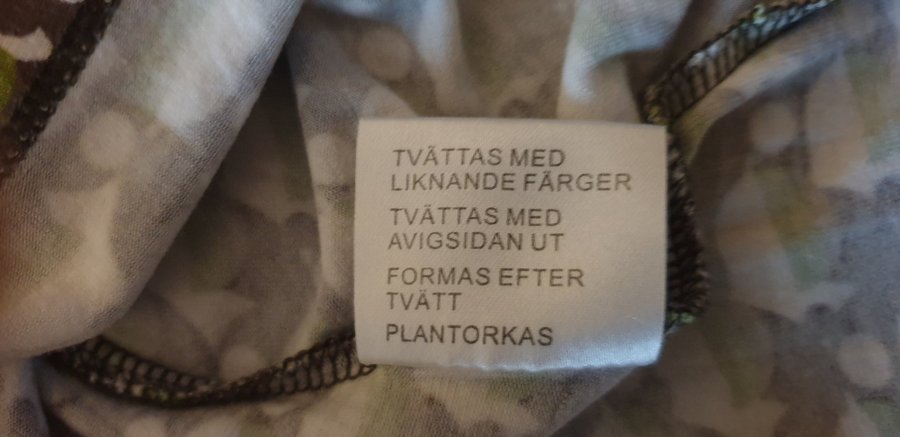 TVÄTTAS MED
LIKNANDE FÄRGER
TVÄTTAS MED
AVIGSIDAN UT
FORMAS EFTER
TVÄTT
PLANTORKAS